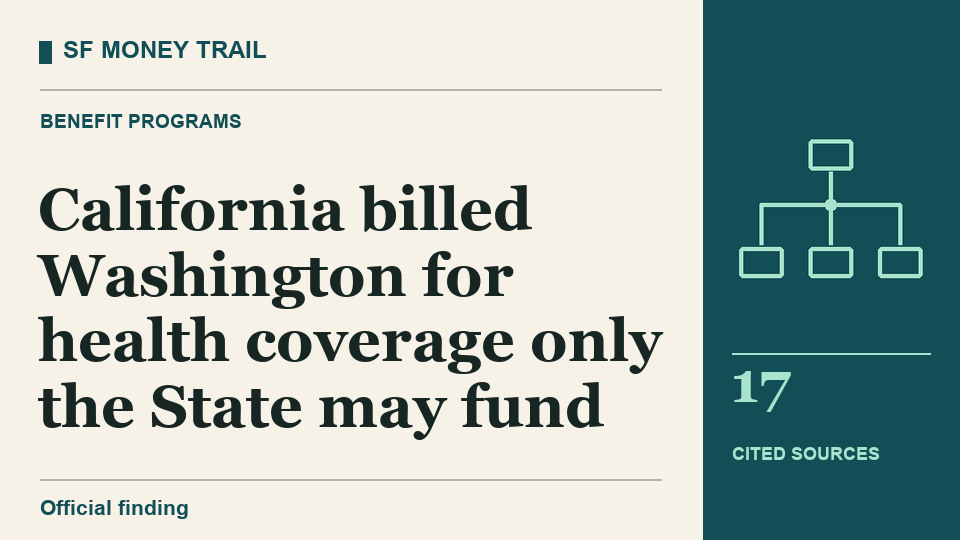 SF MONEY TRAIL
BENEFIT PROGRAMS
California billed
Washington for
health coverage only
the State may fund
Official finding
17
CITED SOURCES